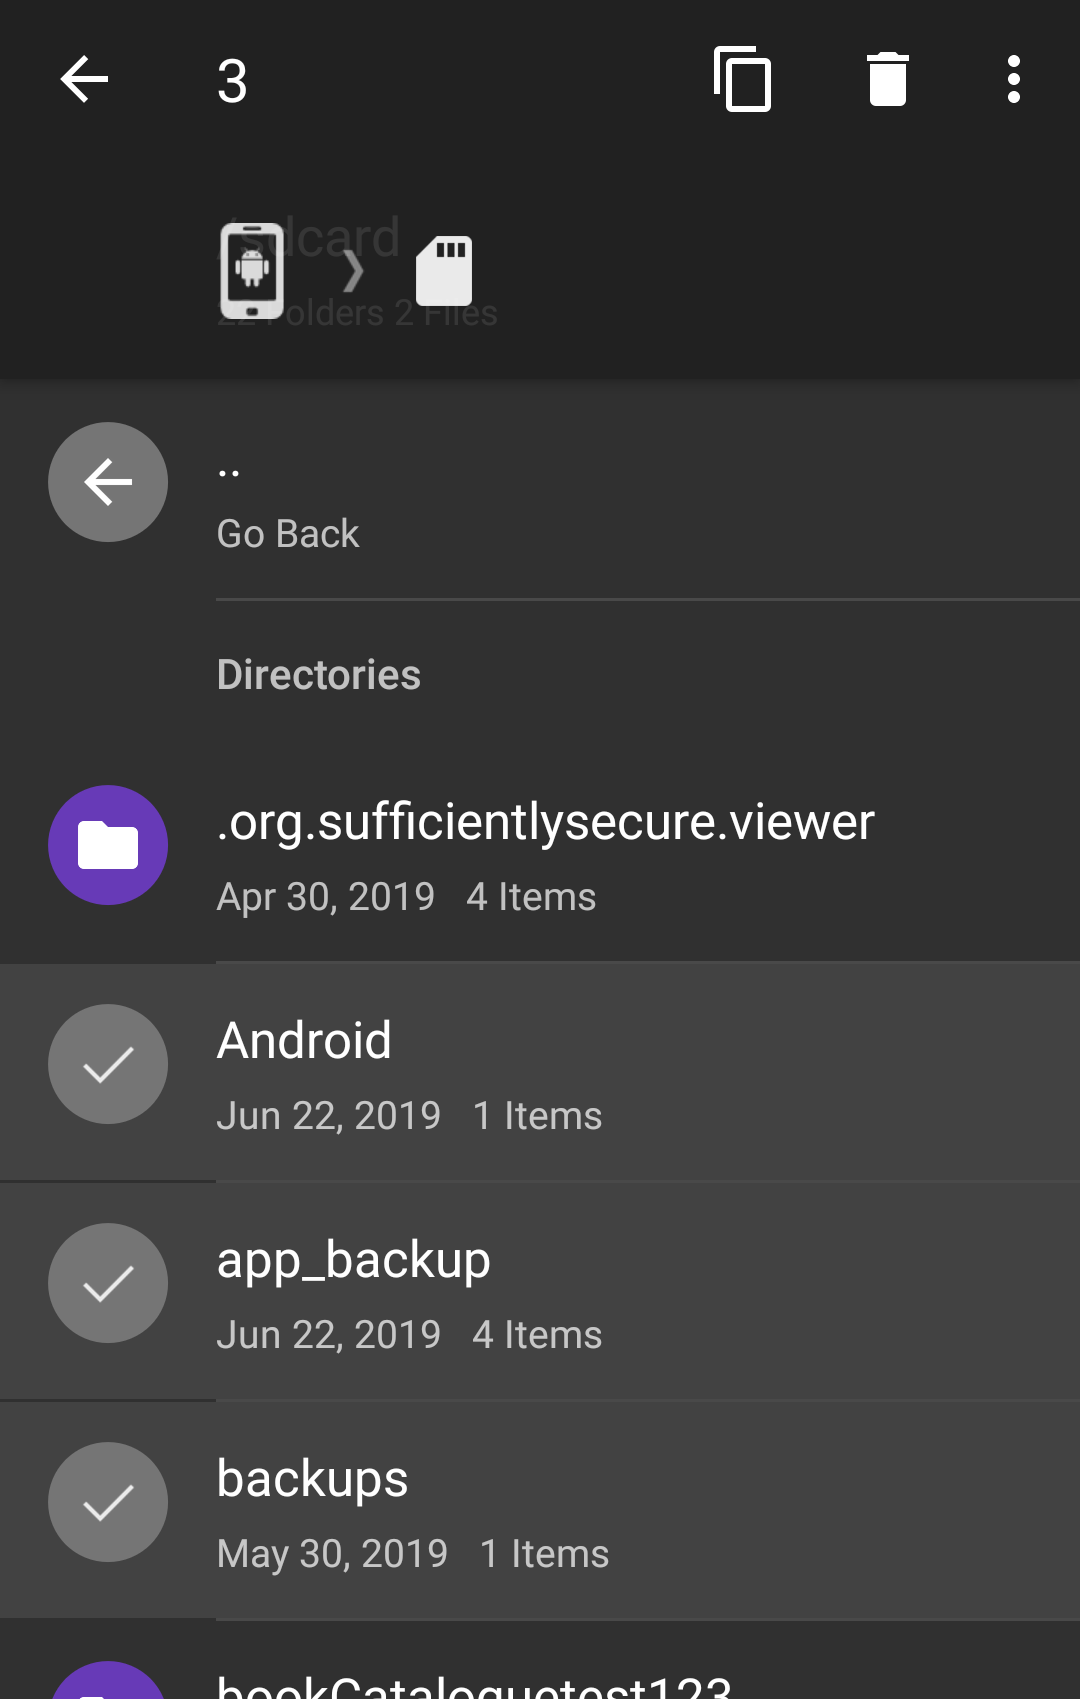 3
/sdcard
22 Folders 2 Files
..
Go Back
Directories
.org.sufficientlysecure.viewer
Apr 30, 2019 4 Items
Android
Jun 22, 2019 1 Items
app_backup
Jun 22, 2019 4 Items
backups
May 30, 2019 1 Items
bookCataloguetest123